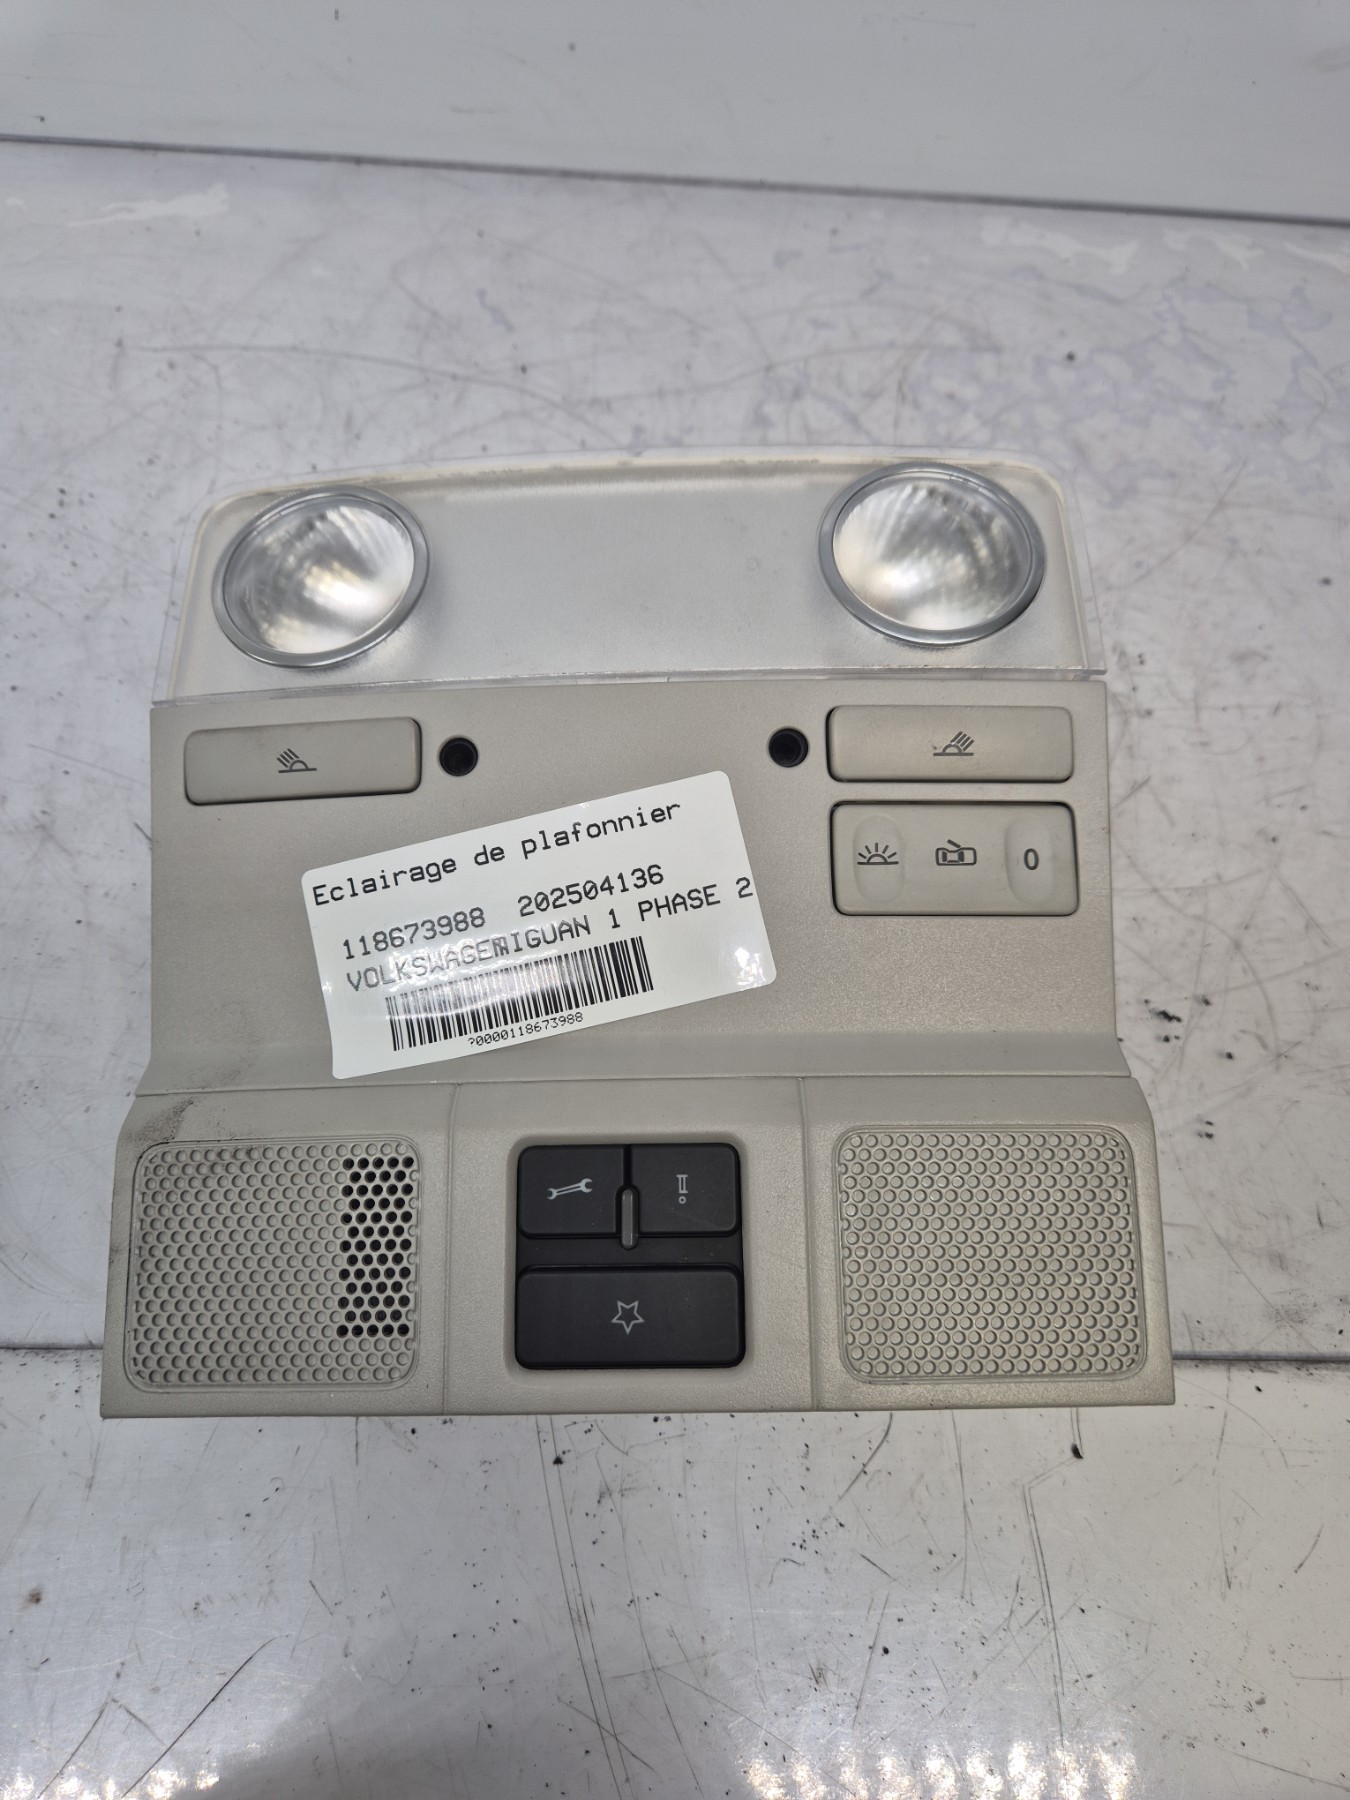 0
Eclairage de plafonnier
118673988 202504136
VOLKSWAGEN TIGUAN 1 PHASE 2
?0000118673988